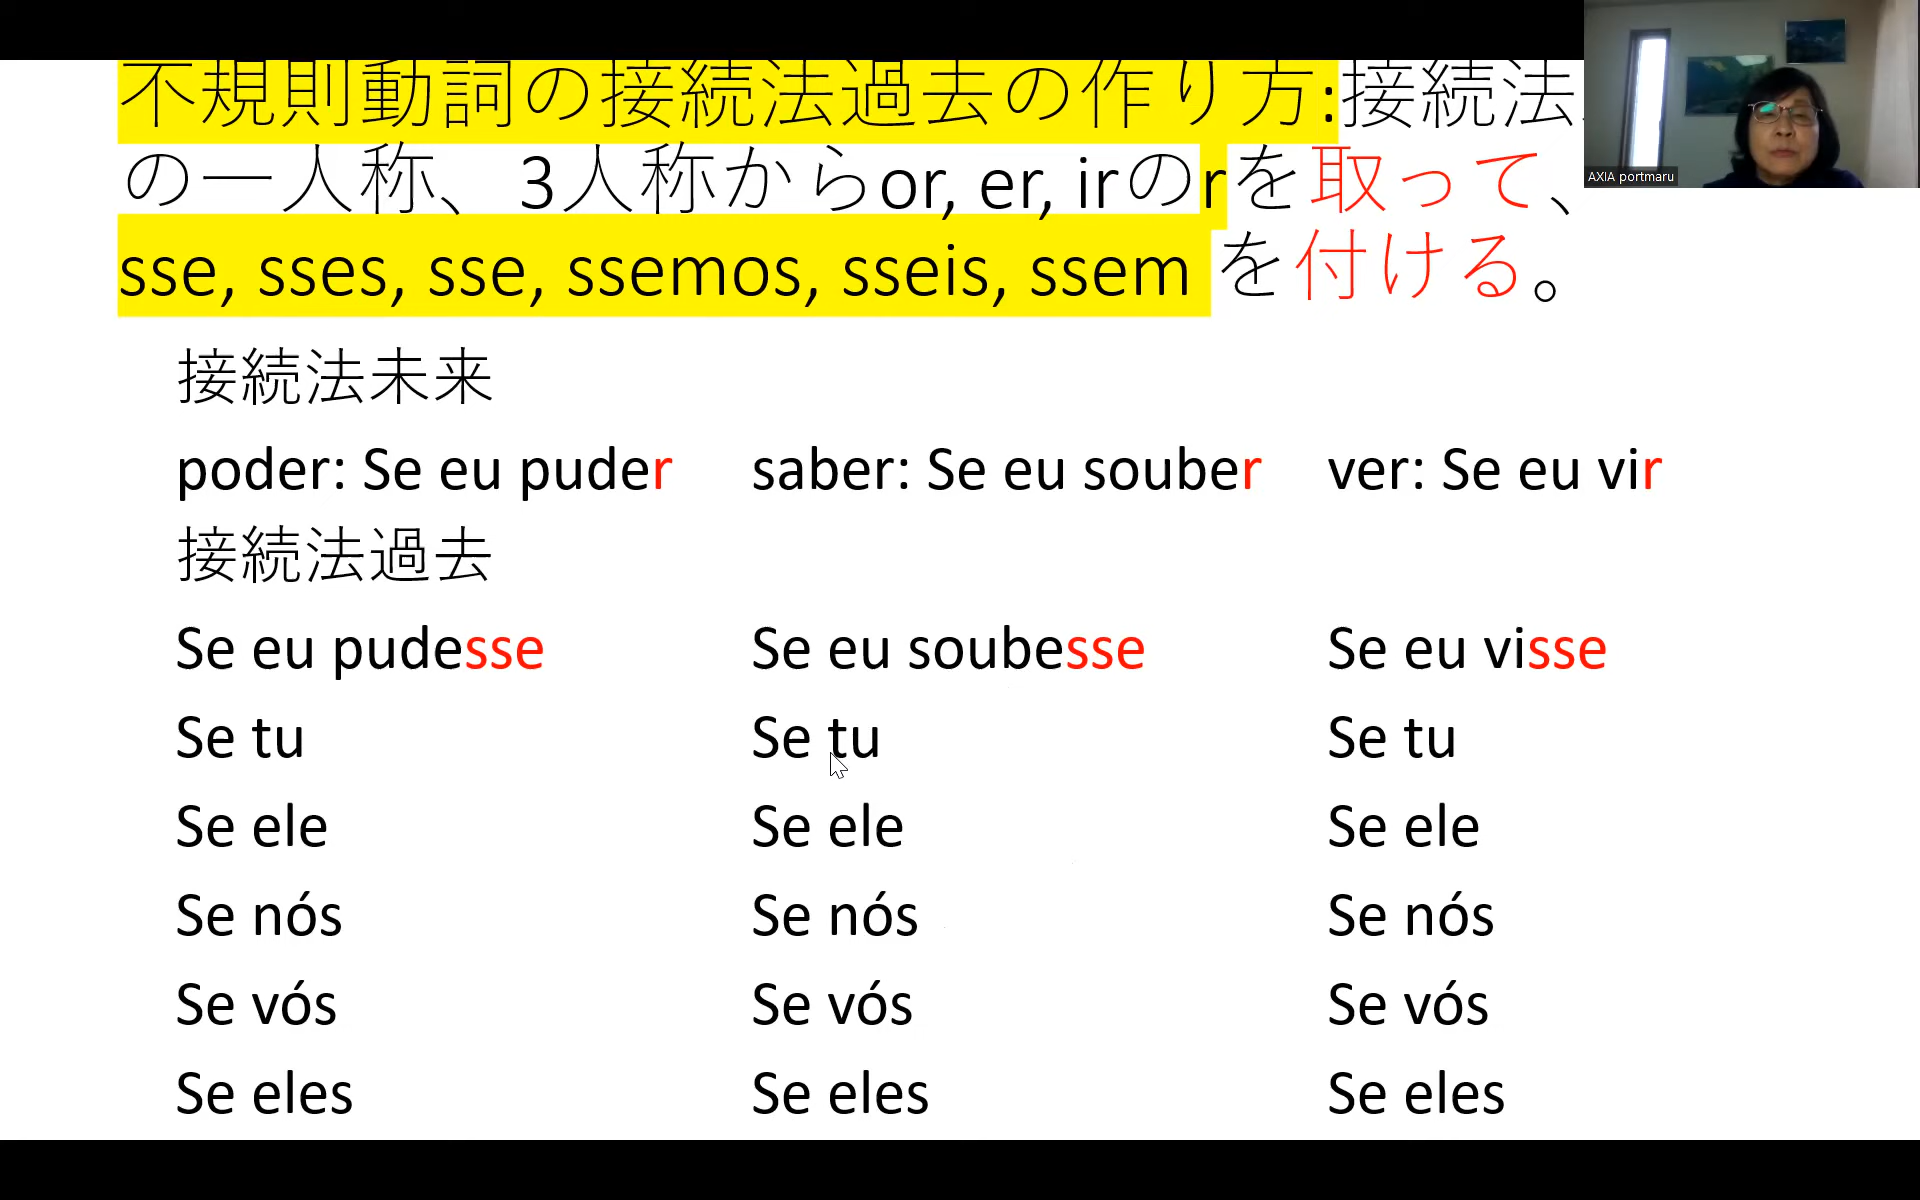 不規則動詞の接続法過去の作り方:接続法
の一人称、3人称からor, er, irのrを取って、
sse, sses, sse, ssemos, sseis, ssem を付ける。
AXIA portmaru
接続法未来
poder: Se eu puder saber: Se eu souber ver: Se eu vir
接続法過去
Se eu pudesse Se eu soubesse Se eu visse
Se tu Se tu Se tu
Se ele Se ele Se ele
Se nós Se nós Se nós
Se vós Se vós Se vós
Se eles Se eles Se eles